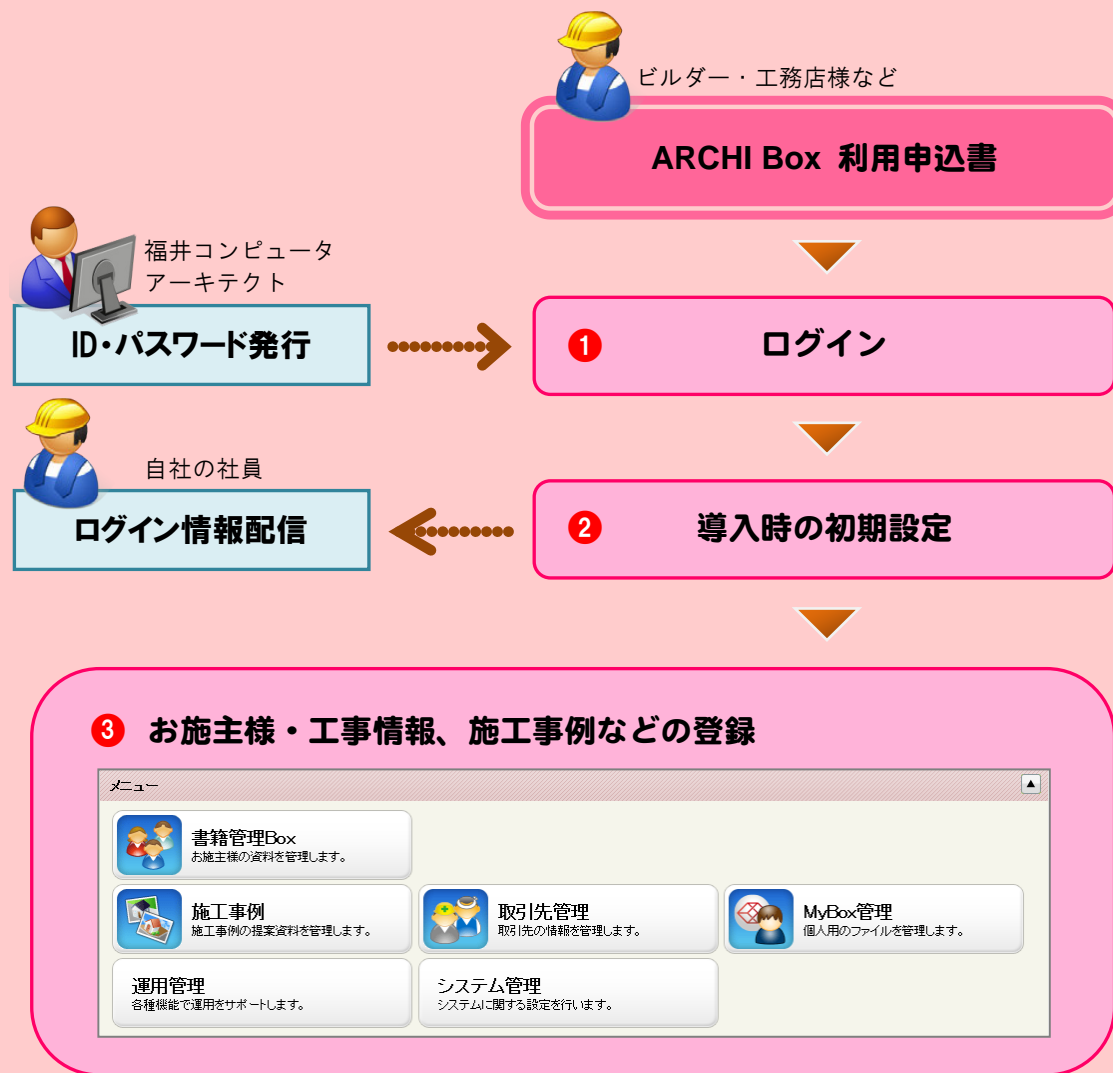 ビルダー・工務店様など
ARCHI Box 利用申込書
福井コンピュータ
アーキテクト
ID・パスワード発行
1 ログイン
自社の社員
ログイン情報配信
2 導入時の初期設定
3 お施主様・工事情報、施工事例などの登録
メニュー
書籍管理Box
お施主様の資料を管理します。
施工事例
施工事例の提案資料を管理します。
取引先管理
取引先の情報を管理します。
MyBox管理
個人用のファイルを管理します。
運用管理
各種機能で運用をサポートします。
システム管理
システムに関する設定を行います。